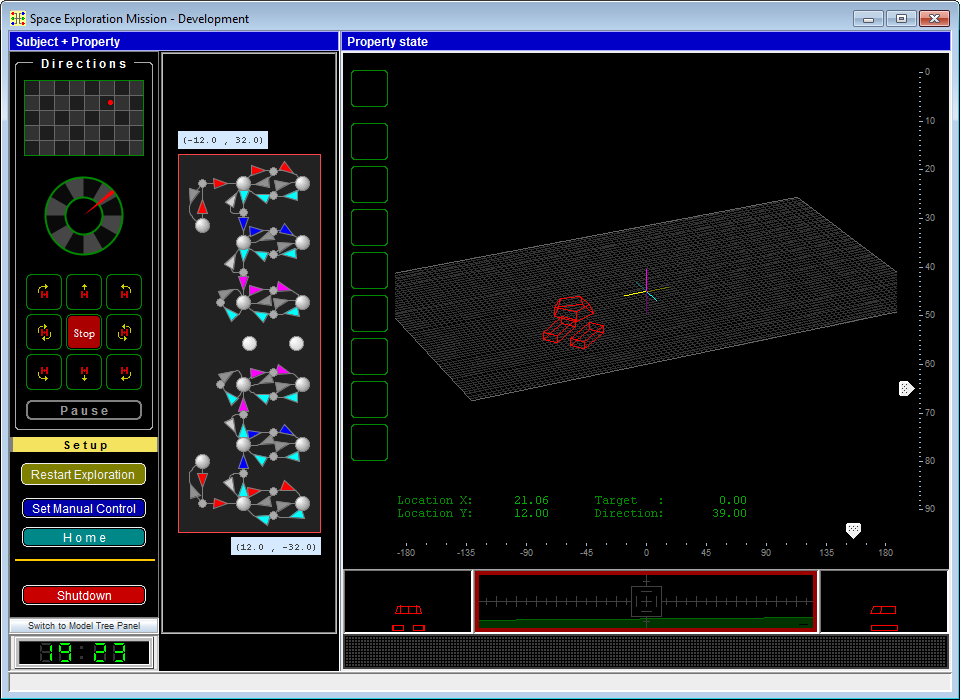 Space Exploration Mission - Development
Subject + Property
Property state
Directions
Stop
Pause
Setup
Restart Exploration
Set Manual Control
Home
Shutdown
Switch to Model Tree Panel
19:23
(-12.0 , 32.0)
(12.0 , -32.0)
0
10
20
30
40
50
60
70
80
90
Location X: 21.06 Target : 0.00
Location Y: 12.00 Direction: 39.00
-180 -135 -90 -45 0 45 90 135 180